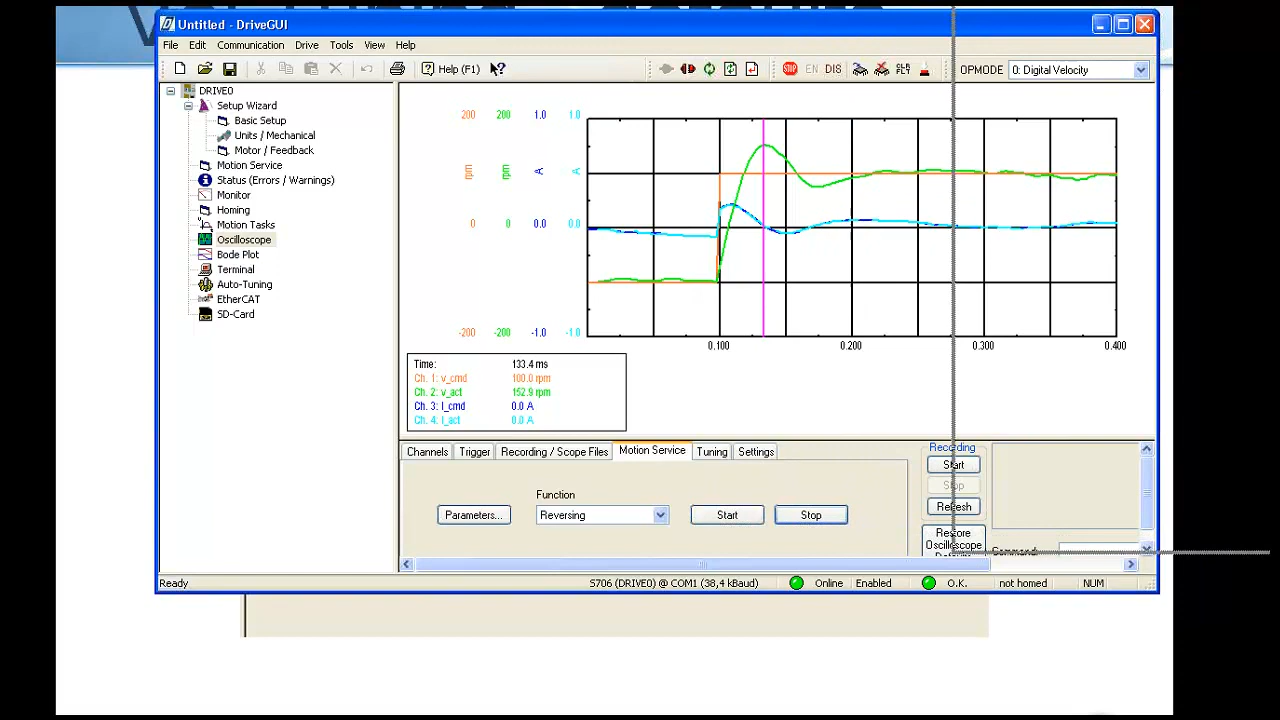 Untitled - DriveGUI
File Edit Communication Drive Tools View Help
Help (F1) STOP EN DIS OPMODE 0: Digital Velocity
DRIVE0
Setup Wizard
Basic Setup
Units / Mechanical
Motor / Feedback
Motion Service
Status (Errors / Warnings)
Monitor
Homing
Motion Tasks
Oscilloscope
Bode Plot
Terminal
Auto-Tuning
EtherCAT
SD-Card
200 200 1.0 1.0
rpm rpm A A
0 0 0.0 0.0
-200 -200 -1.0 -1.0
0.100 0.200 0.300 0.400
Time: 133.4 ms
Ch. 1: v_cmd 100.0 rpm
Ch. 2: v_act 152.9 rpm
Ch. 3: I_cmd 0.0 A
Ch. 4: I_act 0.0 A
Channels Trigger Recording / Scope Files Motion Service Tuning Settings
Function
Parameters... Reversing Start Stop
Recording
Start
Stop
Refresh
Restore
Oscilloscope
Command:
Ready S706 (DRIVE0) @ COM1 (38,4 kBaud) Online Enabled O.K. not homed NUM